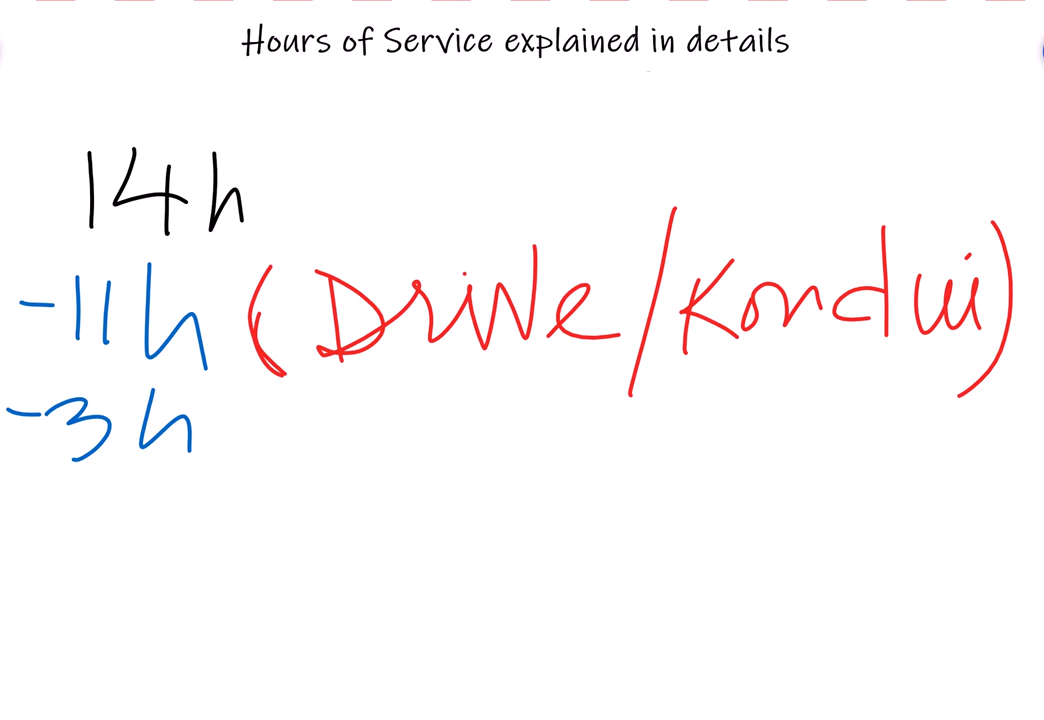 Hours of Service explained in details
14h
-11h (Drive/Kondui)
-3h